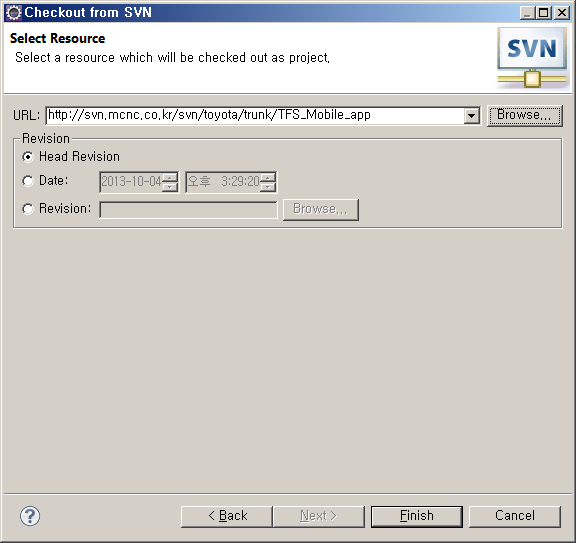 Checkout from SVN
Select Resource
Select a resource which will be checked out as project.
SVN
URL: http://svn.mcnc.co.kr/svn/toyota/trunk/TFS_Mobile_app Browse...
Revision
Head Revision
Date: 2013-10-04 오후 3:29:20
Revision: Browse...
? < Back Next > Finish Cancel